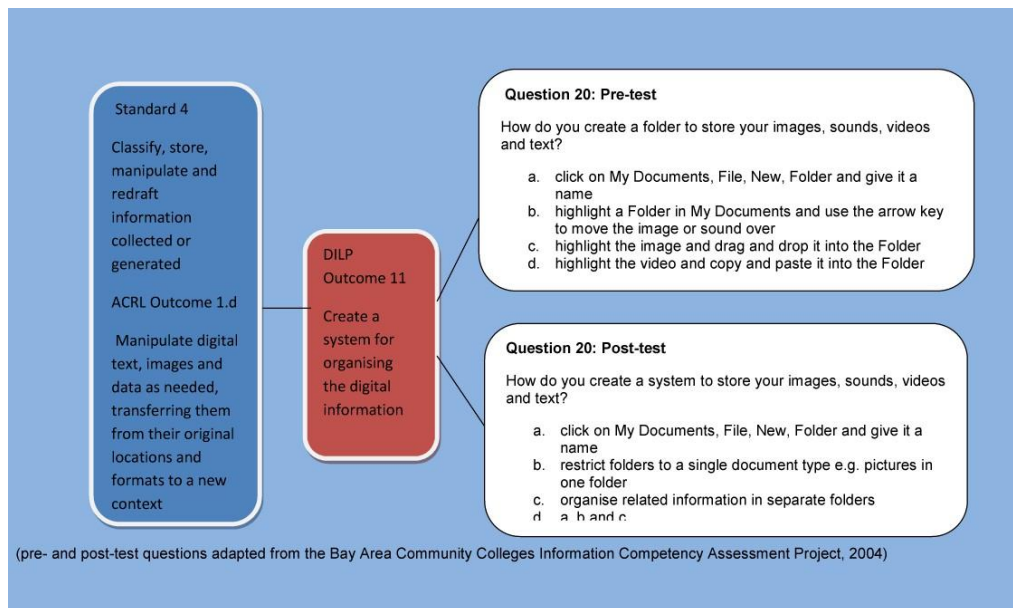 Standard 4
Classify, store,
manipulate and
redraft
information
collected or
generated
ACRL Outcome 1.d
Manipulate digital
text, images and
data as needed,
transferring them
from their original
locations and
formats to a new
context
DILP
Outcome 11
Create a
system for
organising
the digital
information
Question 20: Pre-test
How do you create a folder to store your images, sounds, videos
and text?
a. click on My Documents, File, New, Folder and give it a
name
b. highlight a Folder in My Documents and use the arrow key
to move the image or sound over
c. highlight the image and drag and drop it into the Folder
d. highlight the video and copy and paste it into the Folder
Question 20: Post-test
How do you create a system to store your images, sounds, videos
and text?
a. click on My Documents, File, New, Folder and give it a
name
b. restrict folders to a single document type e.g. pictures in
one folder
c. organise related information in separate folders
d. a, b and c
(pre- and post-test questions adapted from the Bay Area Community Colleges Information Competency Assessment Project, 2004)